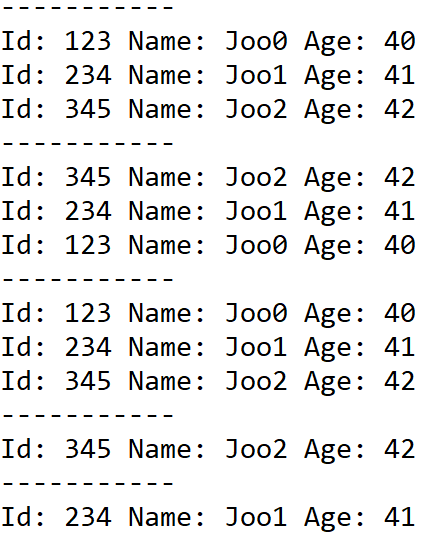 -----------
Id: 123 Name: Joo0 Age: 40
Id: 234 Name: Joo1 Age: 41
Id: 345 Name: Joo2 Age: 42
-----------
Id: 345 Name: Joo2 Age: 42
Id: 234 Name: Joo1 Age: 41
Id: 123 Name: Joo0 Age: 40
-----------
Id: 123 Name: Joo0 Age: 40
Id: 234 Name: Joo1 Age: 41
Id: 345 Name: Joo2 Age: 42
-----------
Id: 345 Name: Joo2 Age: 42
-----------
Id: 234 Name: Joo1 Age: 41